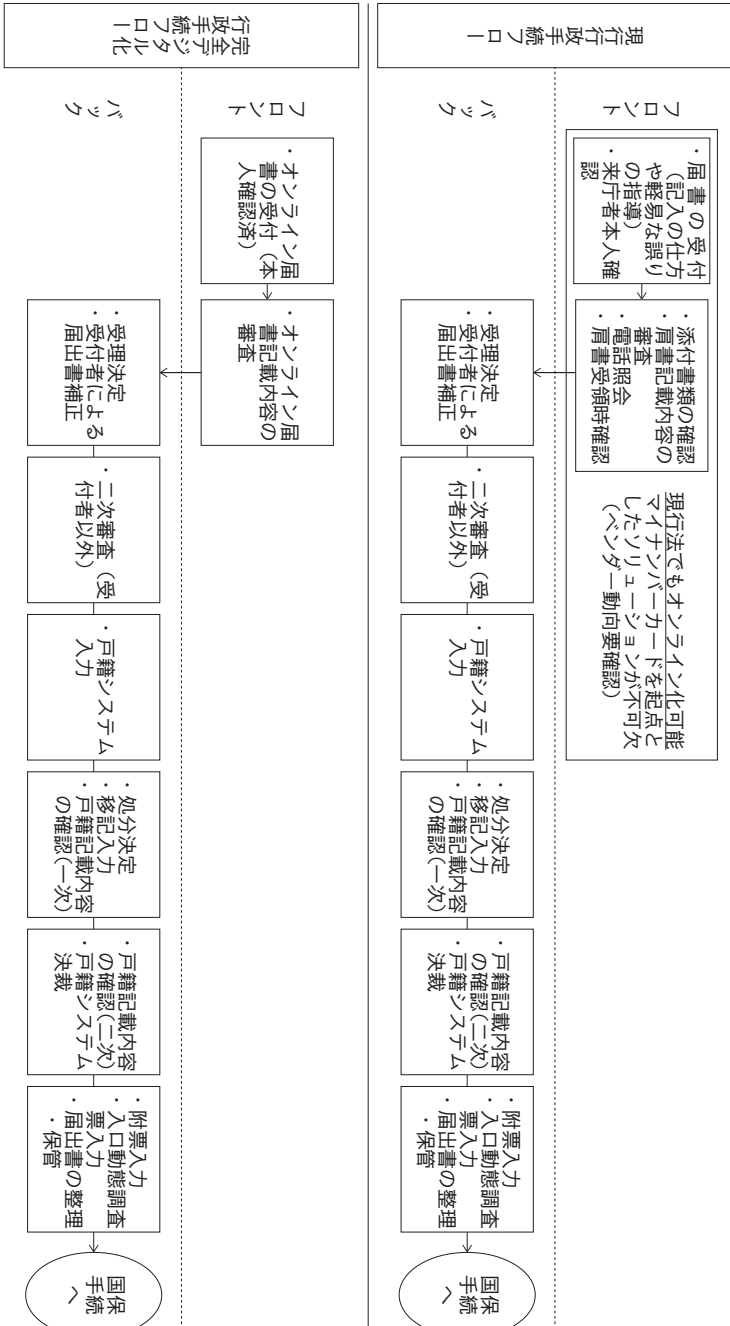 現行行政手続フロー
フロント
・届書の受付
(記入の仕方
や軽易な誤り
の指導)
・来庁者本人確
認
・添付書類の確認
・肩書記載内容の
審査
・電話照会
・肩書受領時確認
現行法でもオンライン化可能
マイナンバーカードを起点と
したソリューションが不可欠
(ベンダー動向要確認)
バック
・受理決定
・受付者による
届出書補正
・二次審査(受
付者以外)
・戸籍システム
入力
・処分決定
・移記入力
・戸籍記載内容
の確認(一次)
・戸籍記載内容
の確認(二次)
・戸籍システム
決裁
・附票入力
・入口動態調査
票入力
・届出書の整理
・保管
国保
手続
へ
完全デジタル化
行政手続フロー
フロント
・オンライン届
書の受付(本
人確認済)
・オンライン届
書記載内容の
審査
バック
・受理決定
・受付者による
届出書補正
・二次審査(受
付者以外)
・戸籍システム
入力
・処分決定
・移記入力
・戸籍記載内容
の確認(一次)
・戸籍記載内容
の確認(二次)
・戸籍システム
決裁
・附票入力
・入口動態調査
票入力
・届出書の整理
・保管
国保
手続
へ